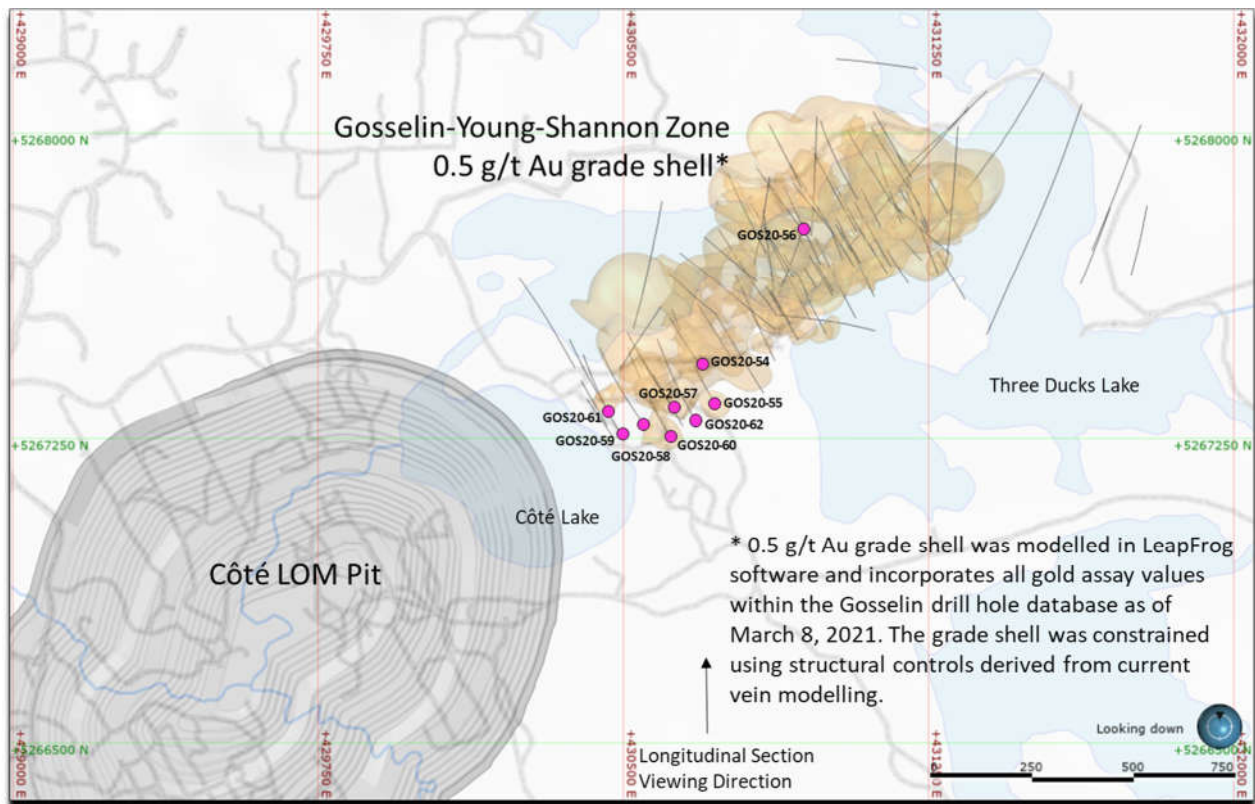 +429000 E
+429750 E
+430500 E
+431250 E
+432000 E
Gosselin-Young-Shannon Zone
0.5 g/t Au grade shell*
+5268000 N
+5268000 N
GOS20-56
GOS20-54
GOS20-57
GOS20-55
GOS20-61
GOS20-62
GOS20-59
GOS20-60
GOS20-58
Three Ducks Lake
+5267250 N
+5267250 N
Côté Lake
Côté LOM Pit
* 0.5 g/t Au grade shell was modelled in LeapFrog
software and incorporates all gold assay values
within the Gosselin drill hole database as of
March 8, 2021. The grade shell was constrained
using structural controls derived from current
vein modelling.
Longitudinal Section
Viewing Direction
Looking down
+5266500 N
+5266500 N
+429000 E
+429750 E
+430500 E
250
500
750